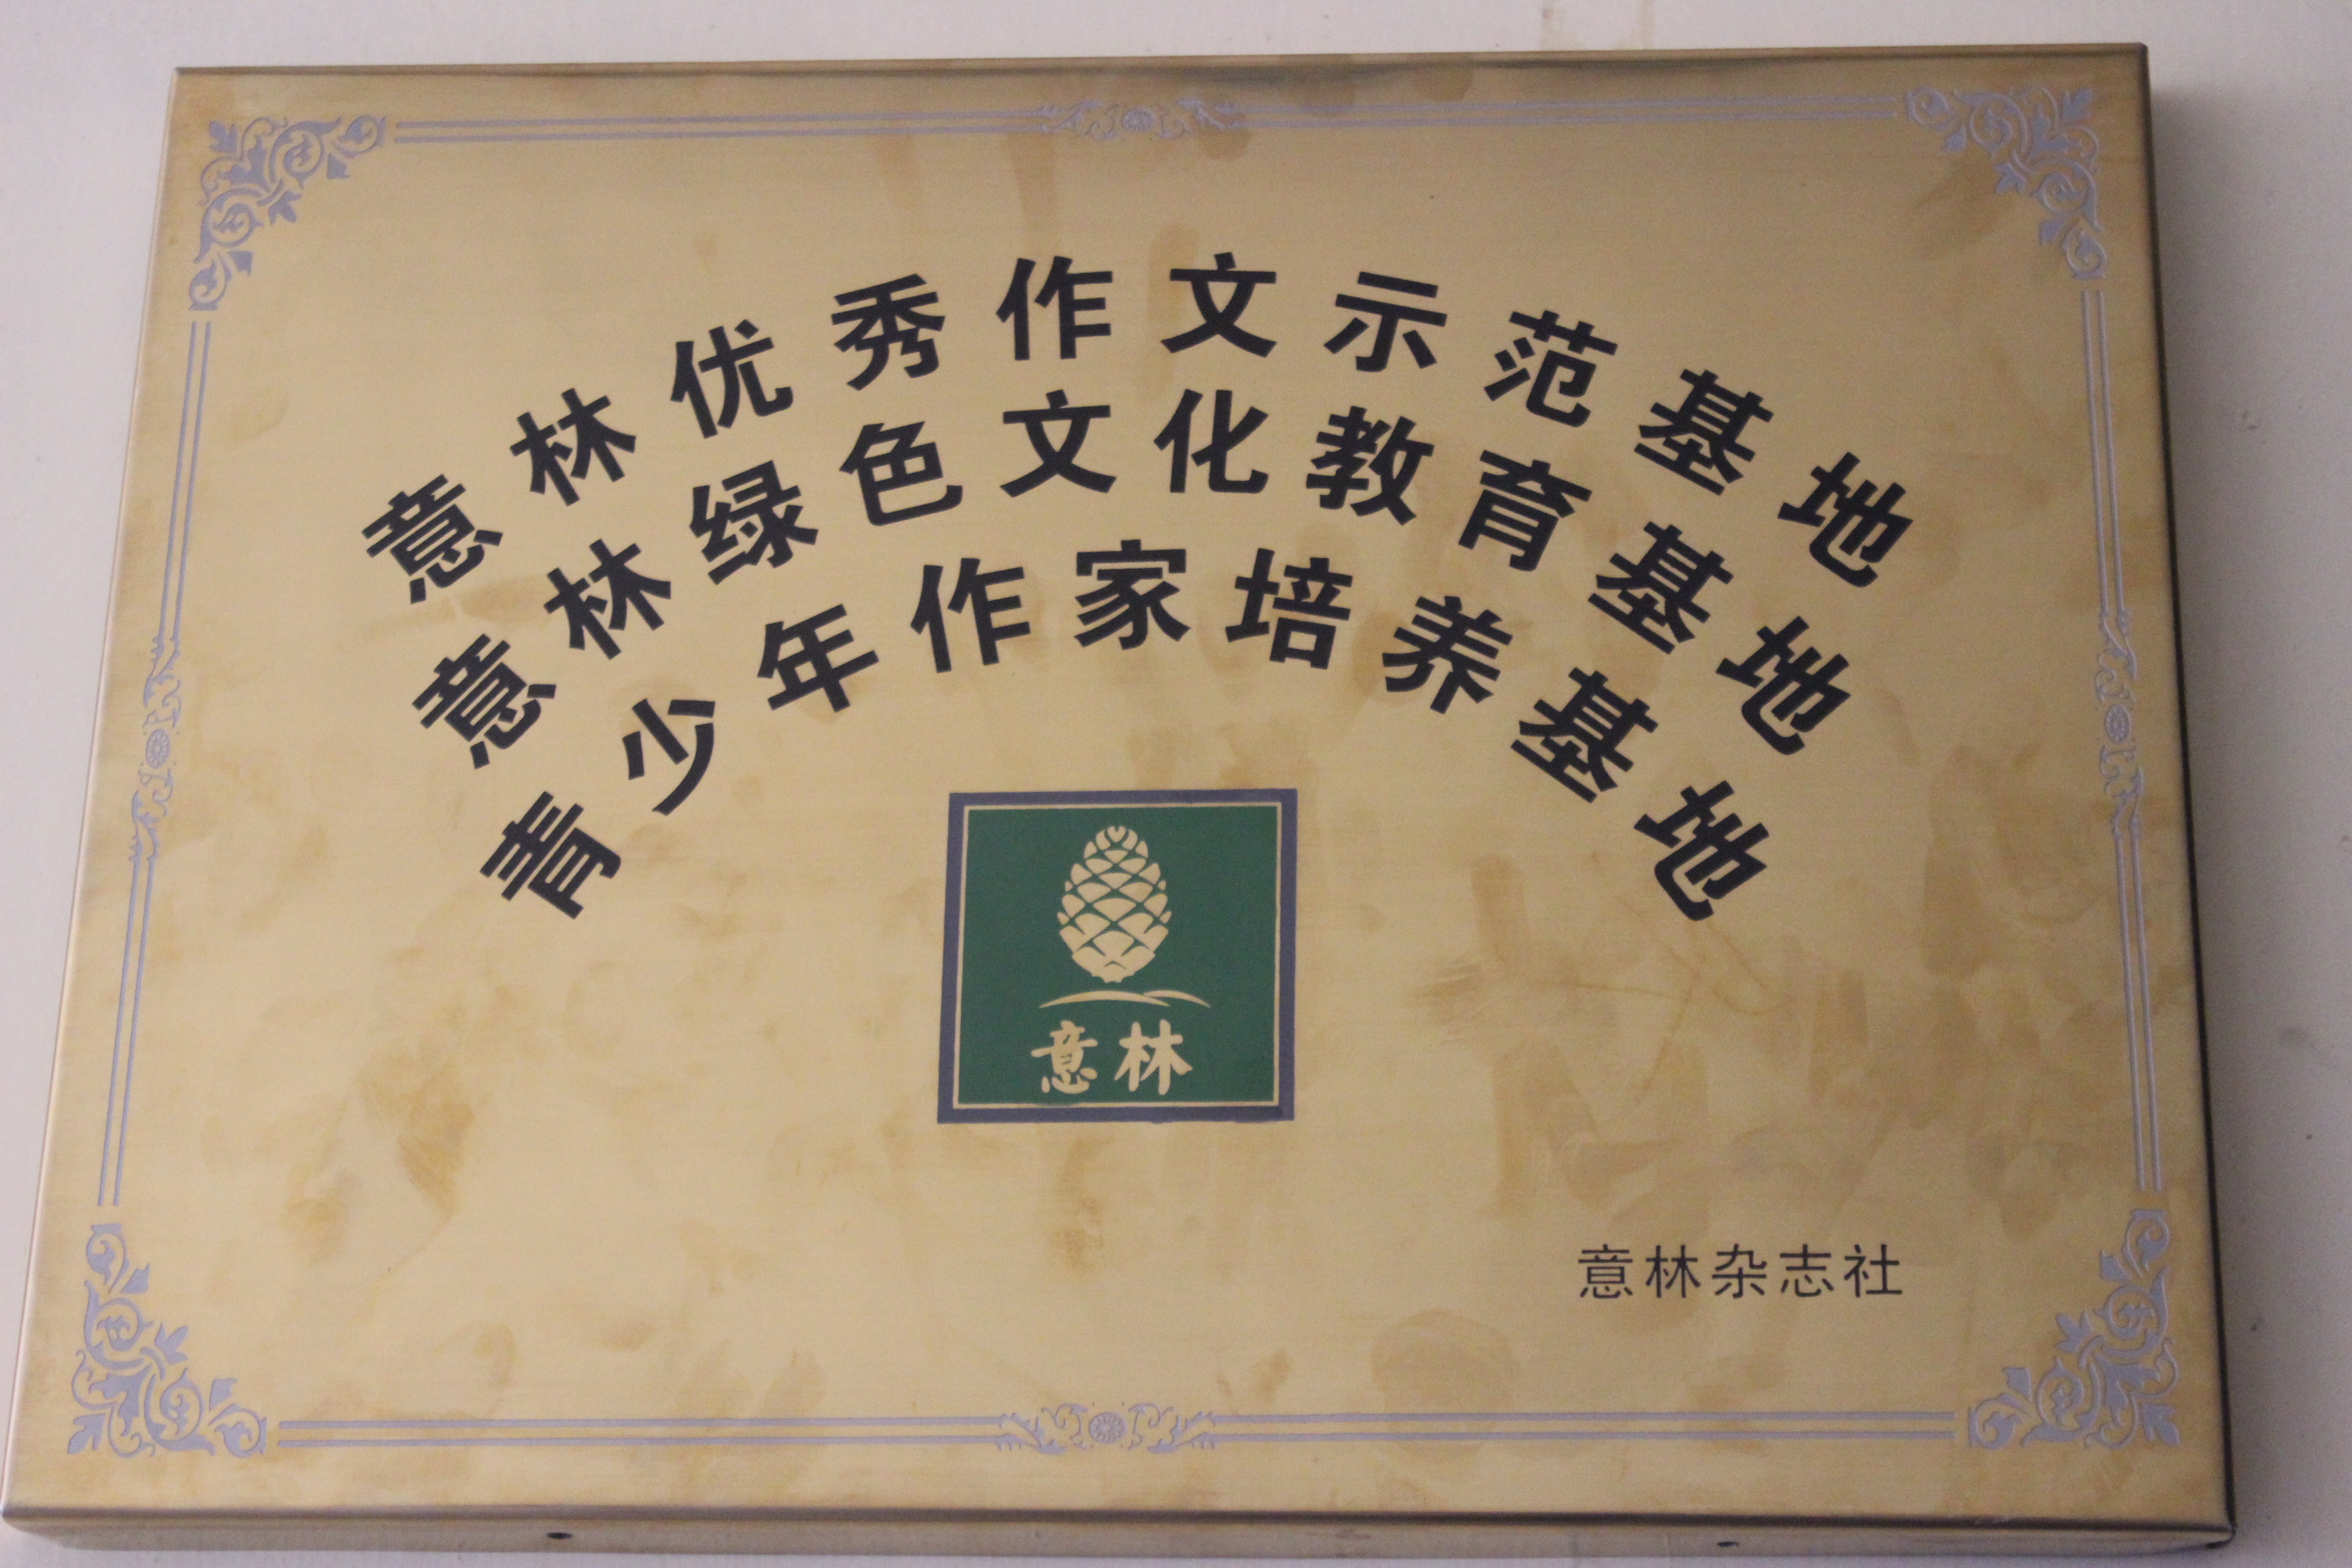 意林优秀作文示范基地
意林绿色文化教育基地
青少年作家培养基地
意林
意林杂志社